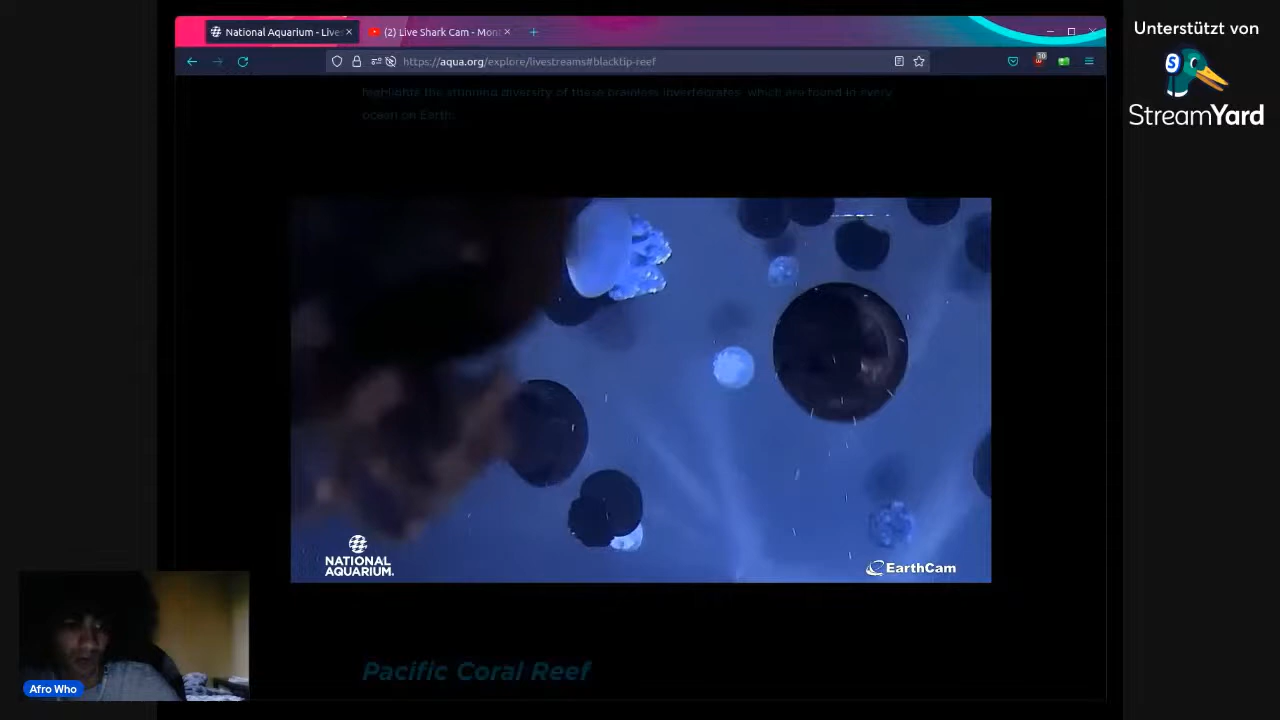 National Aquarium - Live
(2) Live Shark Cam - Mont
https://aqua.org/explore/livestreams#blacktip-reef
highlights the stunning diversity of these brainless invertebrates, which are found in every
ocean on Earth.
NATIONAL
AQUARIUM.
EarthCam
Pacific Coral Reef
Afro Who
Unterstützt von
S
StreamYard